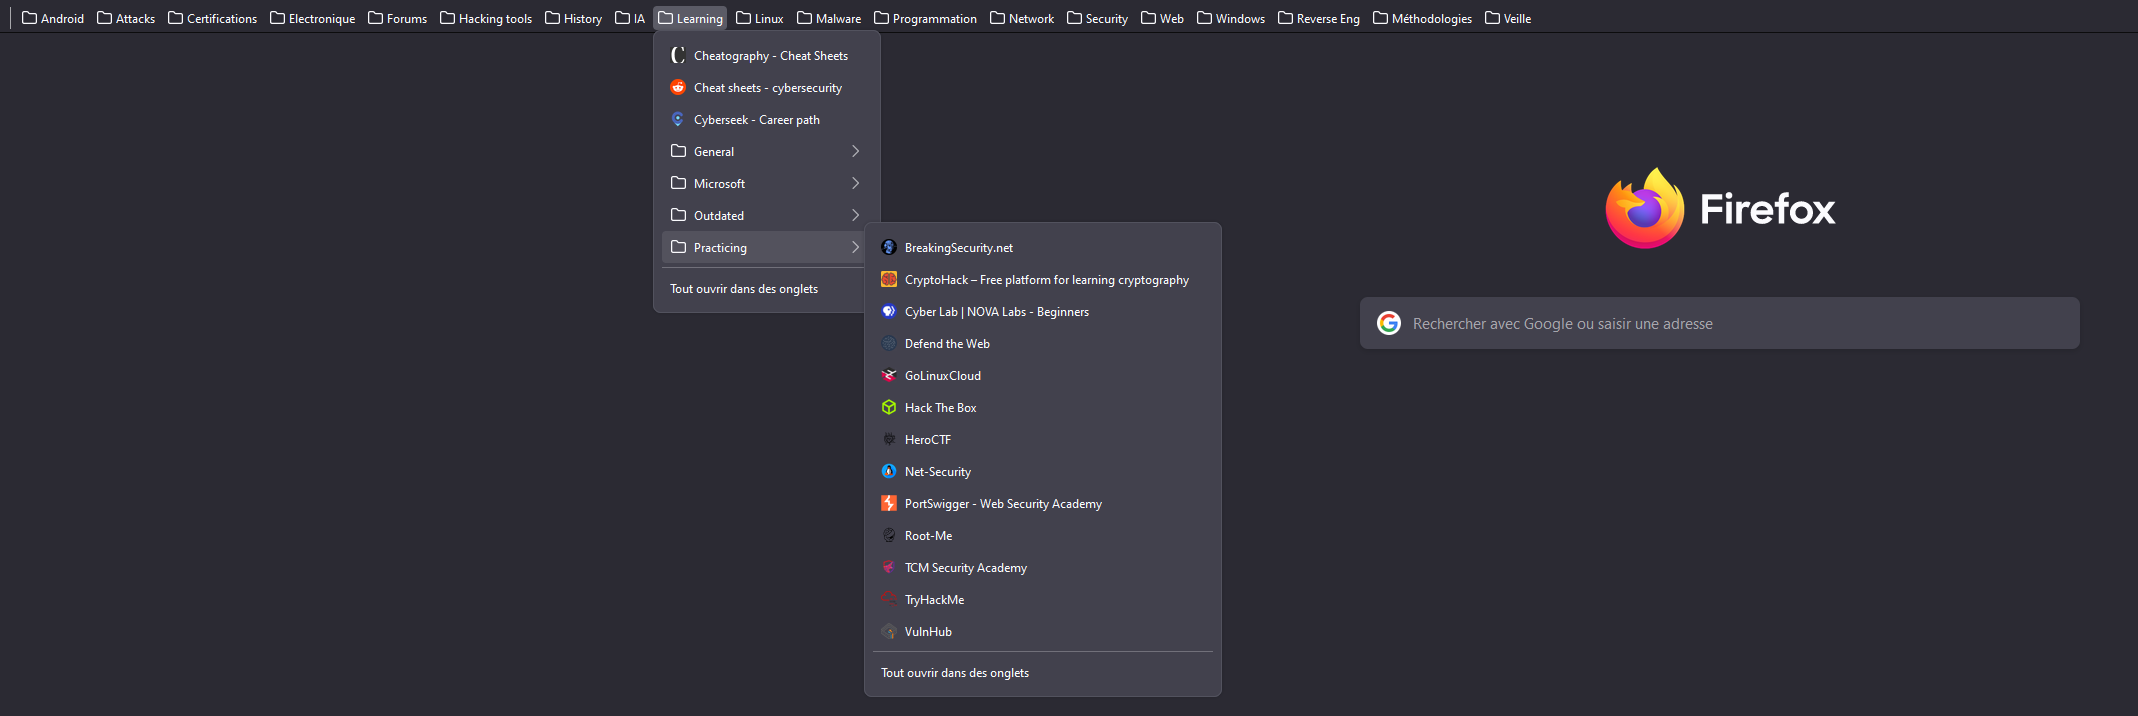 Android Attacks Certifications Electronique Forums Hacking tools History IA Learning Linux Malware Programmation Network Security Web Windows Reverse Eng Méthodologies Veille
Cheatography - Cheat Sheets
Cheat sheets - cybersecurity
Cyberseek - Career path
General
Microsoft
Outdated
Practicing
Tout ouvrir dans des onglets
BreakingSecurity.net
CryptoHack – Free platform for learning cryptography
Cyber Lab | NOVA Labs - Beginners
Defend the Web
GoLinuxCloud
Hack The Box
HeroCTF
Net-Security
PortSwigger - Web Security Academy
Root-Me
TCM Security Academy
TryHackMe
VulnHub
Tout ouvrir dans des onglets
Firefox
Rechercher avec Google ou saisir une adresse